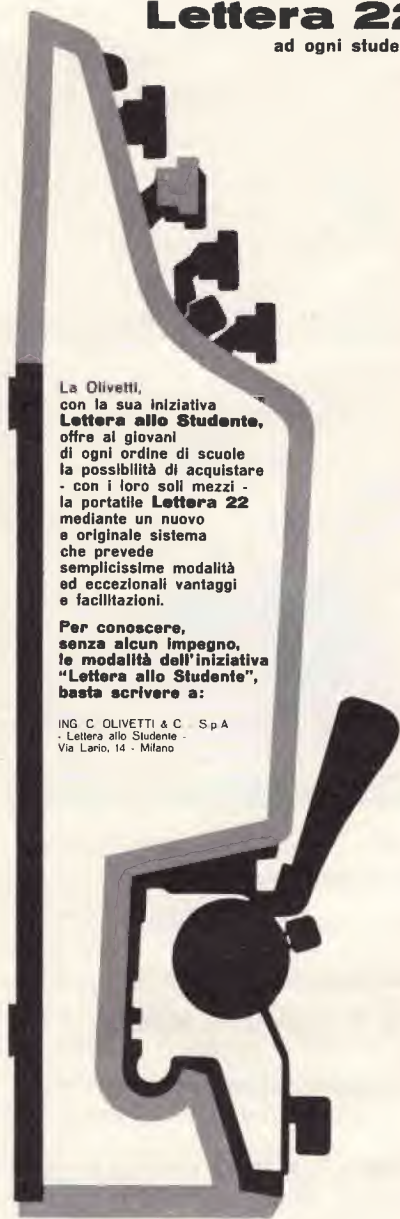 Lettera 22
ad ogni stude
La Olivetti,
con la sua iniziativa
Lettera allo Studente,
offre ai giovani
di ogni ordine di scuole
la possibilità di acquistare
- con i loro soli mezzi -
la portatile Lettera 22
mediante un nuovo
e originale sistema
che prevede
semplicissime modalità
ed eccezionali vantaggi
e facilitazioni.
Per conoscere,
senza alcun impegno,
le modalità dell'iniziativa
"Lettera allo Studente",
basta scrivere a:
ING. C. OLIVETTI & C. S.p.A
- Lettera allo Studente -
Via Lario, 14 - Milano